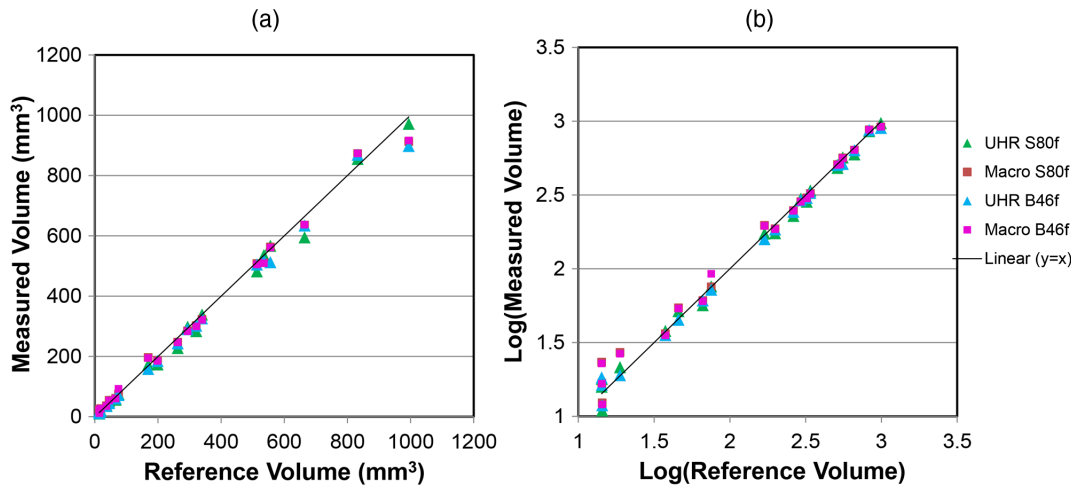 (a)
(b)
Measured Volume (mm³)
1200
1000
800
600
400
200
0
0 200 400 600 800 1000 1200
Reference Volume (mm³)
Log(Measured Volume)
3.5
3
2.5
2
1.5
1
1 1.5 2 2.5 3 3.5
Log(Reference Volume)
UHR S80f
Macro S80f
UHR B46f
Macro B46f
Linear (y=x)